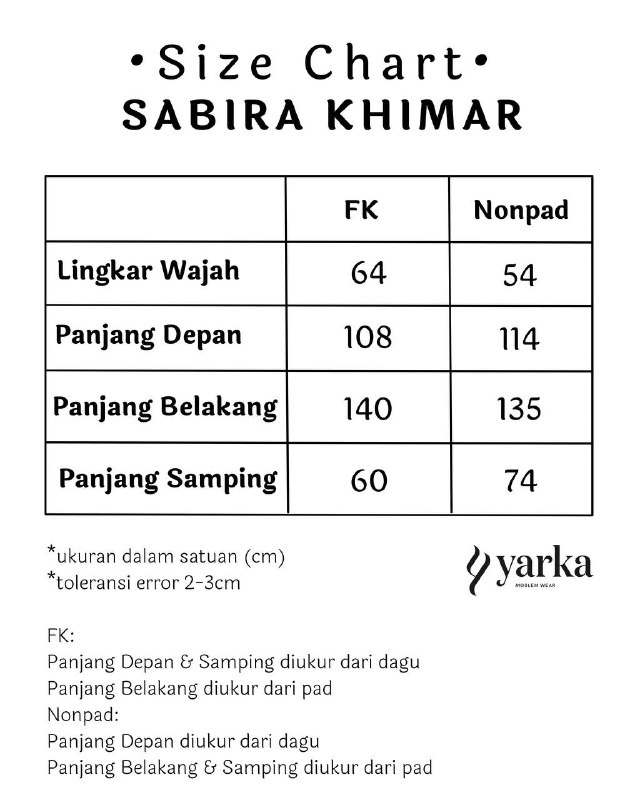 •Size Chart•
SABIRA KHIMAR
FK Nonpad
Lingkar Wajah 64 54
Panjang Depan 108 114
Panjang Belakang 140 135
Panjang Samping 60 74
*ukuran dalam satuan (cm)
*toleransi error 2-3cm
yarka
MOSLEM WEAR
FK:
Panjang Depan & Samping diukur dari dagu
Panjang Belakang diukur dari pad
Nonpad:
Panjang Depan diukur dari dagu
Panjang Belakang & Samping diukur dari pad